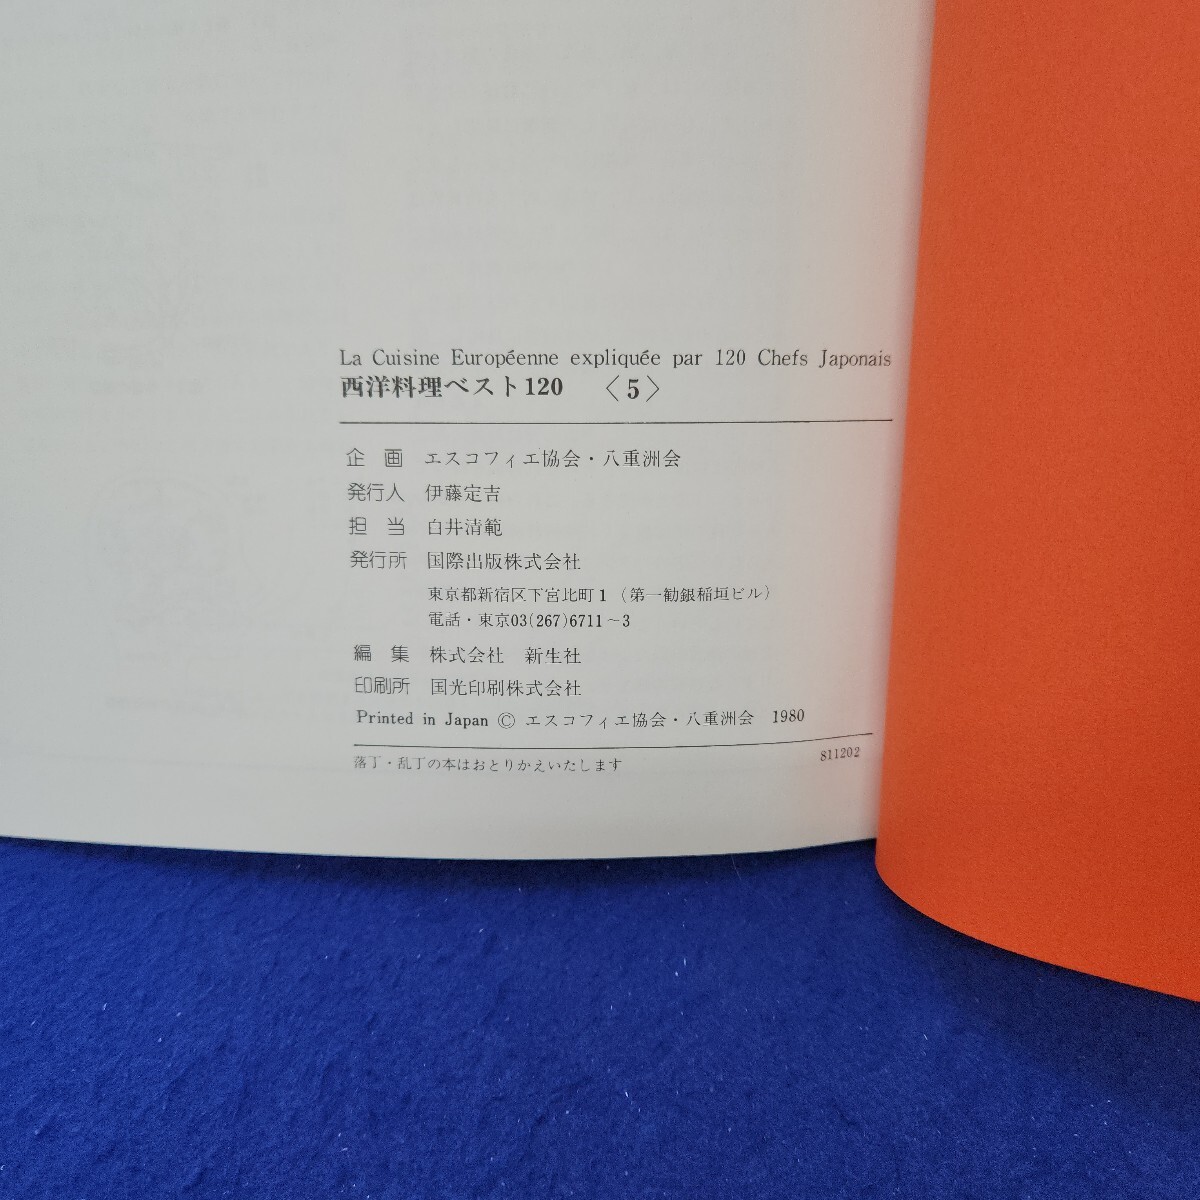 La Cuisine Européenne expliquée par 120 Chefs Japonais
西洋料理ベスト120 〈5〉
企 画 エスコフィエ協会・八重洲会
発行人 伊藤定吉
担 当 白井清範
発行所 国際出版株式会社
東京都新宿区下宮比町1（第一勧銀稲垣ビル）
電話・東京03(267)6711～3
編 集 株式会社 新生社
印刷所 国光印刷株式会社
Printed in Japan © エスコフィエ協会・八重洲会 1980
落丁・乱丁の本はおとりかえいたします
811202